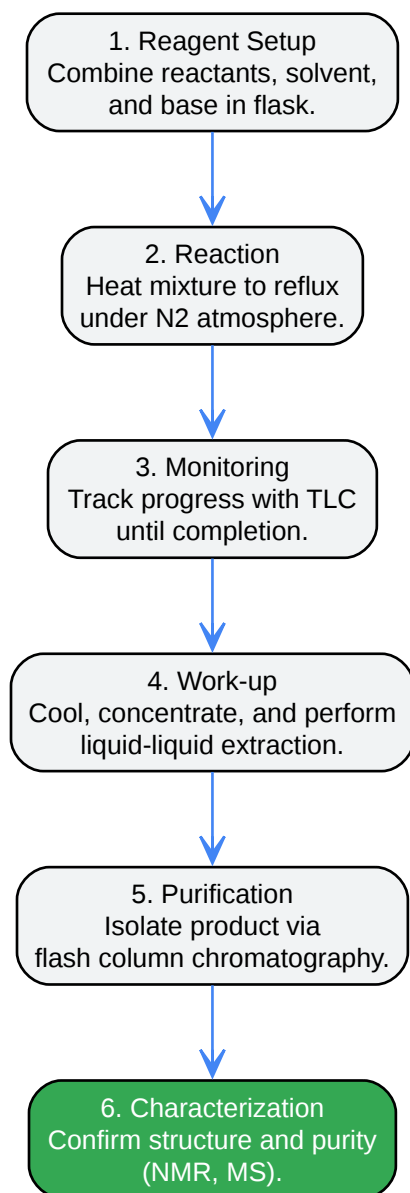 1. Reagent Setup
Combine reactants, solvent,
and base in flask.
2. Reaction
Heat mixture to reflux
under N2 atmosphere.
3. Monitoring
Track progress with TLC
until completion.
4. Work-up
Cool, concentrate, and perform
liquid-liquid extraction.
5. Purification
Isolate product via
flash column chromatography.
6. Characterization
Confirm structure and purity
(NMR, MS).